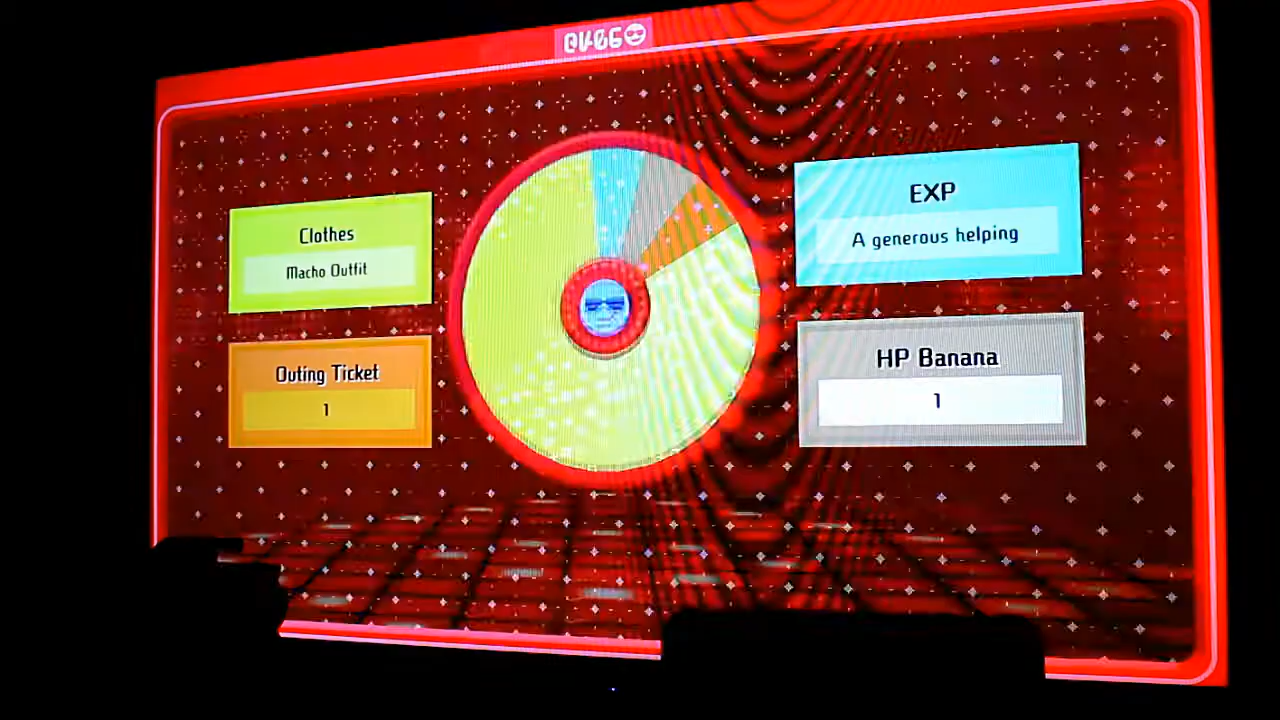 Clothes
Macho Outfit
Outing Ticket
1
EXP
A generous helping
HP Banana
1